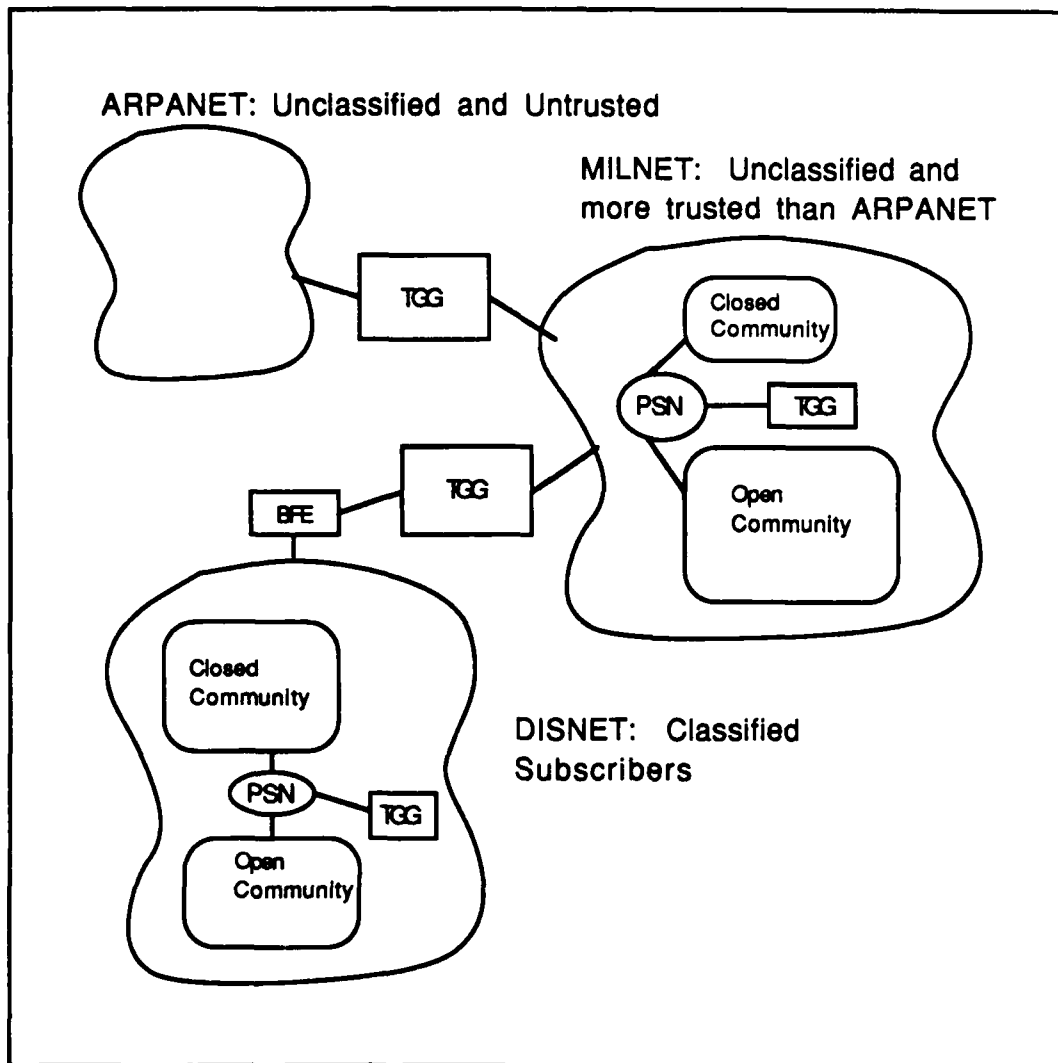 ARPANET: Unclassified and Untrusted
MILNET: Unclassified and
more trusted than ARPANET
TGG
Closed
Community
PSN
TGG
Open
Community
TGG
BFE
Closed
Community
PSN
TGG
Open
Community
DISNET: Classified
Subscribers